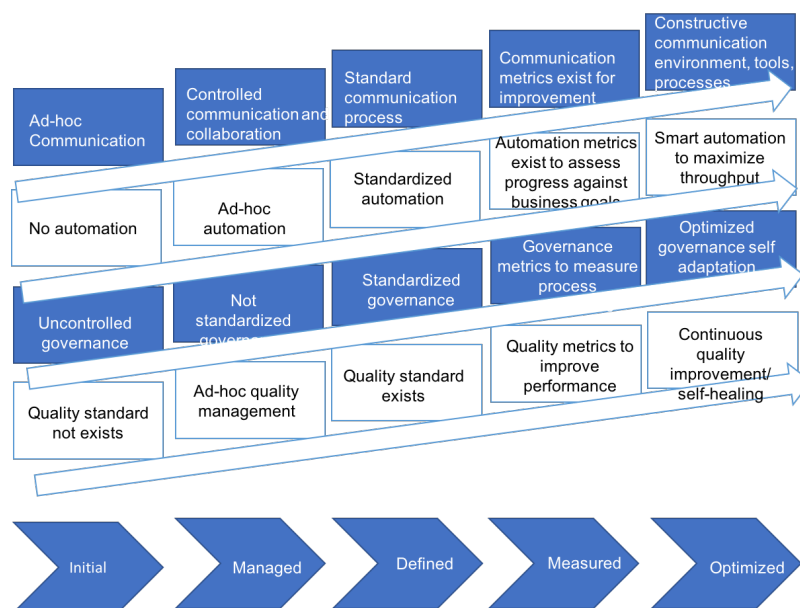 Ad-hoc
Communication
Controlled
communication and
collaboration
Standard
communication
process
Communication
metrics exist for
improvement
Constructive
communication
environment, tools,
processes
No automation
Ad-hoc
automation
Standardized
automation
Automation metrics
exist to assess
progress against
business goals
Smart automation
to maximize
throughput
Uncontrolled
governance
Not
standardized
Standardized
governance
Governance
metrics to measure
process
Optimized
governance self
adaptation
Quality standard
not exists
Ad-hoc quality
management
Quality standard
exists
Quality metrics to
improve
performance
Continuous
quality
improvement/
self-healing
Initial
Managed
Defined
Measured
Optimized